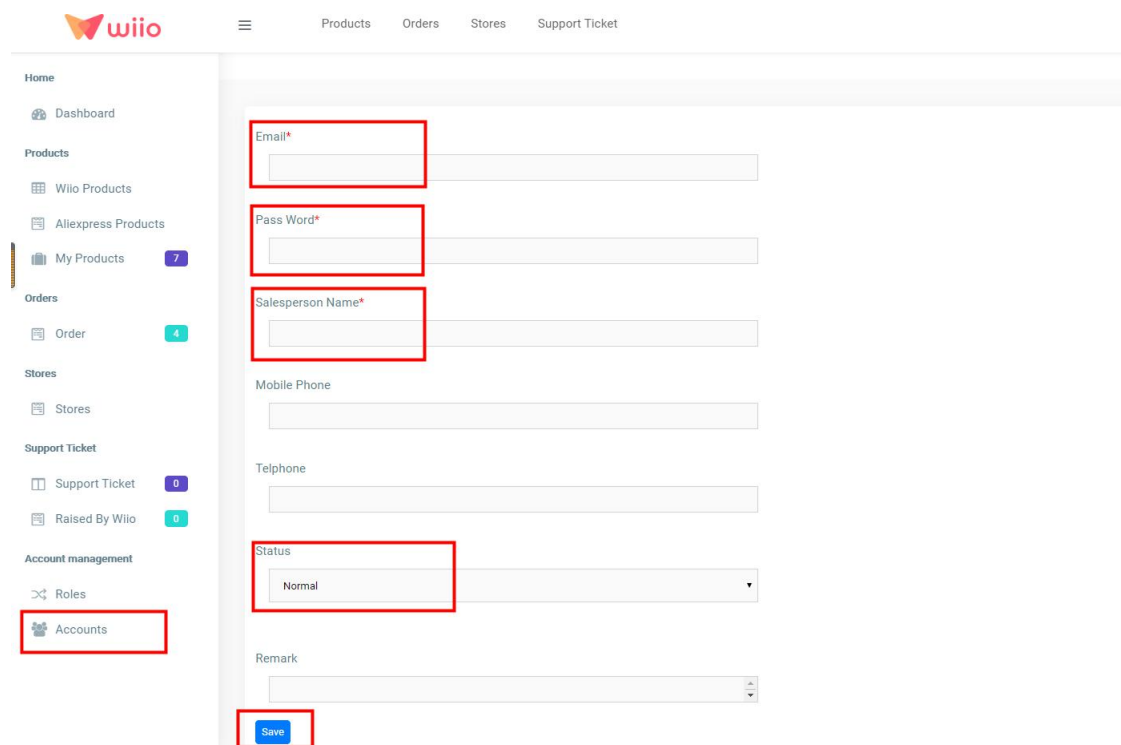 wiio
Products Orders Stores Support Ticket
Home
Dashboard
Products
Wiio Products
Aliexpress Products
My Products 7
Orders
Order 4
Stores
Stores
Support Ticket
Support Ticket 0
Raised By Wiio 0
Account management
Roles
Accounts
Email*
Pass Word*
Salesperson Name*
Mobile Phone
Telphone
Status
Normal
Remark
Save